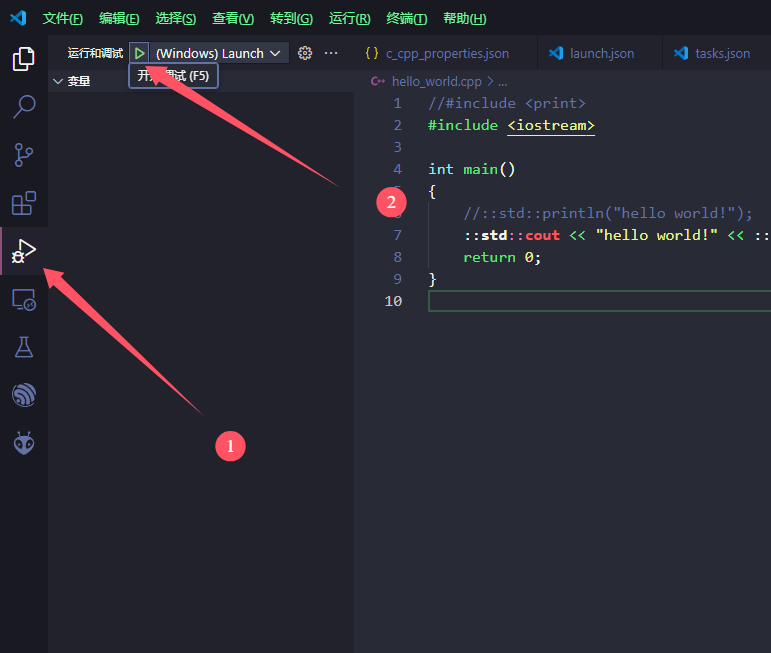 文件(F) 编辑(E) 选择(S) 查看(V) 转到(G) 运行(R) 终端(T) 帮助(H)
运行和调试 (Windows) Launch ···
开 调试 (F5)
变量
{} c_cpp_properties.json launch.json tasks.json
C++ hello_world.cpp > ...
1 //#include <print>
2 #include <iostream>
3
4 int main()
{
//::std::println("hello world!");
7 ::std::cout << "hello world!" << ::
8 return 0;
9 }
10
2
1